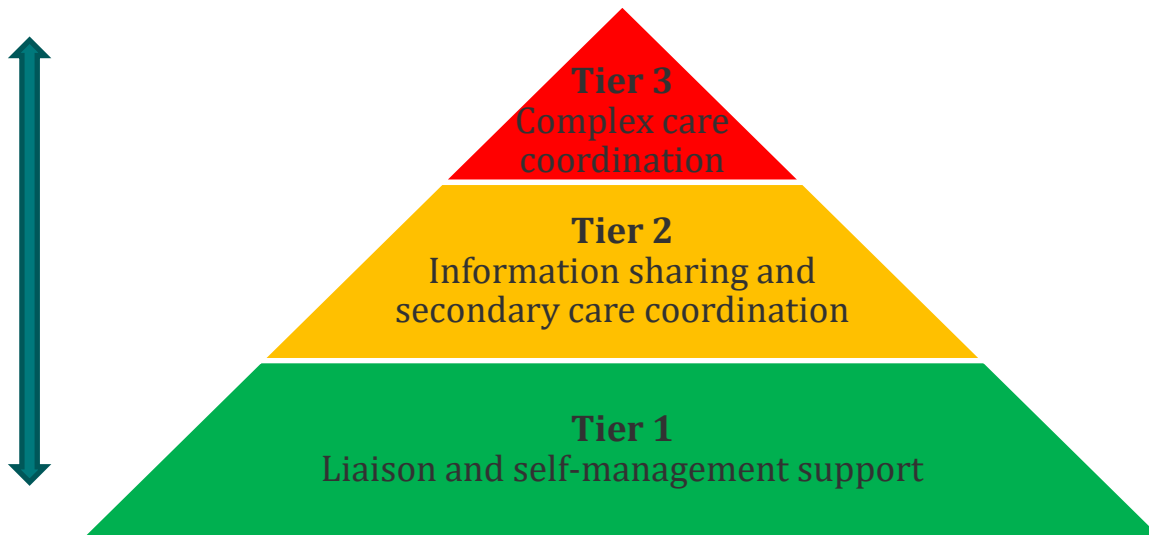 Tier 3
Complex care
coordination
Tier 2
Information sharing and
secondary care coordination
Tier 1
Liaison and self-management support